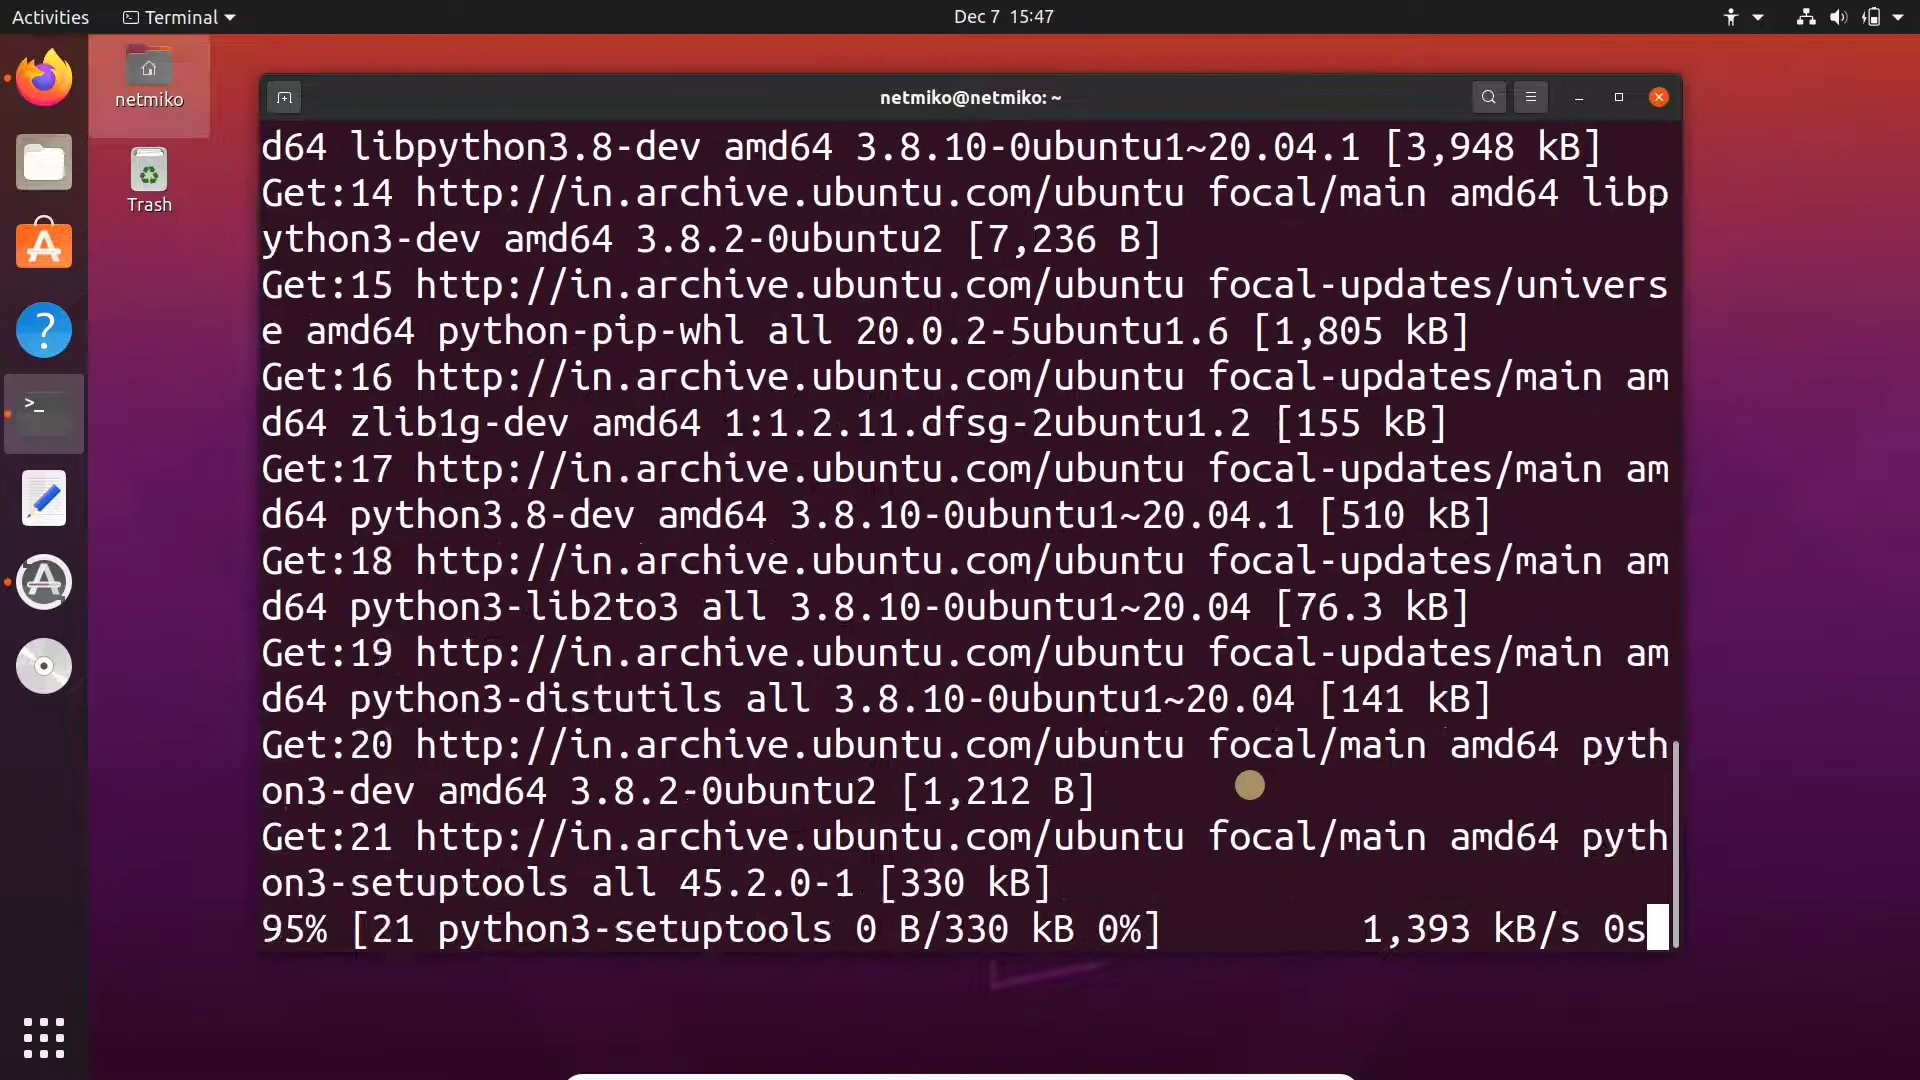 Activities Terminal Dec 7 15:47
netmiko
Trash
netmiko@netmiko: ~
d64 libpython3.8-dev amd64 3.8.10-0ubuntu1~20.04.1 [3,948 kB]
Get:14 http://in.archive.ubuntu.com/ubuntu focal/main amd64 libp
ython3-dev amd64 3.8.2-0ubuntu2 [7,236 B]
Get:15 http://in.archive.ubuntu.com/ubuntu focal-updates/univers
e amd64 python-pip-whl all 20.0.2-5ubuntu1.6 [1,805 kB]
Get:16 http://in.archive.ubuntu.com/ubuntu focal-updates/main am
d64 zlib1g-dev amd64 1:1.2.11.dfsg-2ubuntu1.2 [155 kB]
Get:17 http://in.archive.ubuntu.com/ubuntu focal-updates/main am
d64 python3.8-dev amd64 3.8.10-0ubuntu1~20.04.1 [510 kB]
Get:18 http://in.archive.ubuntu.com/ubuntu focal-updates/main am
d64 python3-lib2to3 all 3.8.10-0ubuntu1~20.04 [76.3 kB]
Get:19 http://in.archive.ubuntu.com/ubuntu focal-updates/main am
d64 python3-distutils all 3.8.10-0ubuntu1~20.04 [141 kB]
Get:20 http://in.archive.ubuntu.com/ubuntu focal/main amd64 pyth
on3-dev amd64 3.8.2-0ubuntu2 [1,212 B]
Get:21 http://in.archive.ubuntu.com/ubuntu focal/main amd64 pyth
on3-setuptools all 45.2.0-1 [330 kB]
95% [21 python3-setuptools 0 B/330 kB 0%] 1,393 kB/s 0s